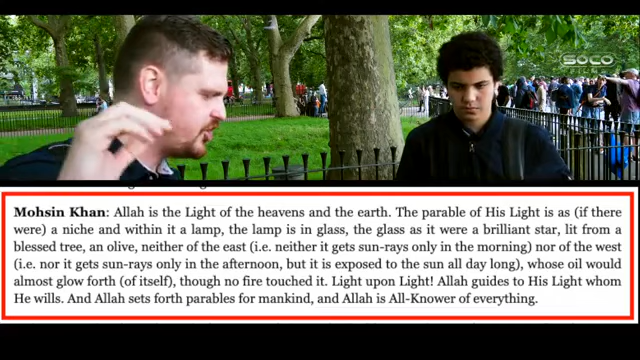 SOCO
Mohsin Khan: Allah is the Light of the heavens and the earth. The parable of His Light is as (if there
were) a niche and within it a lamp, the lamp is in glass, the glass as it were a brilliant star, lit from a
blessed tree, an olive, neither of the east (i.e. neither it gets sun-rays only in the morning) nor of the west
(i.e. nor it gets sun-rays only in the afternoon, but it is exposed to the sun all day long), whose oil would
almost glow forth (of itself), though no fire touched it. Light upon Light! Allah guides to His Light whom
He wills. And Allah sets forth parables for mankind, and Allah is All-Knower of everything.